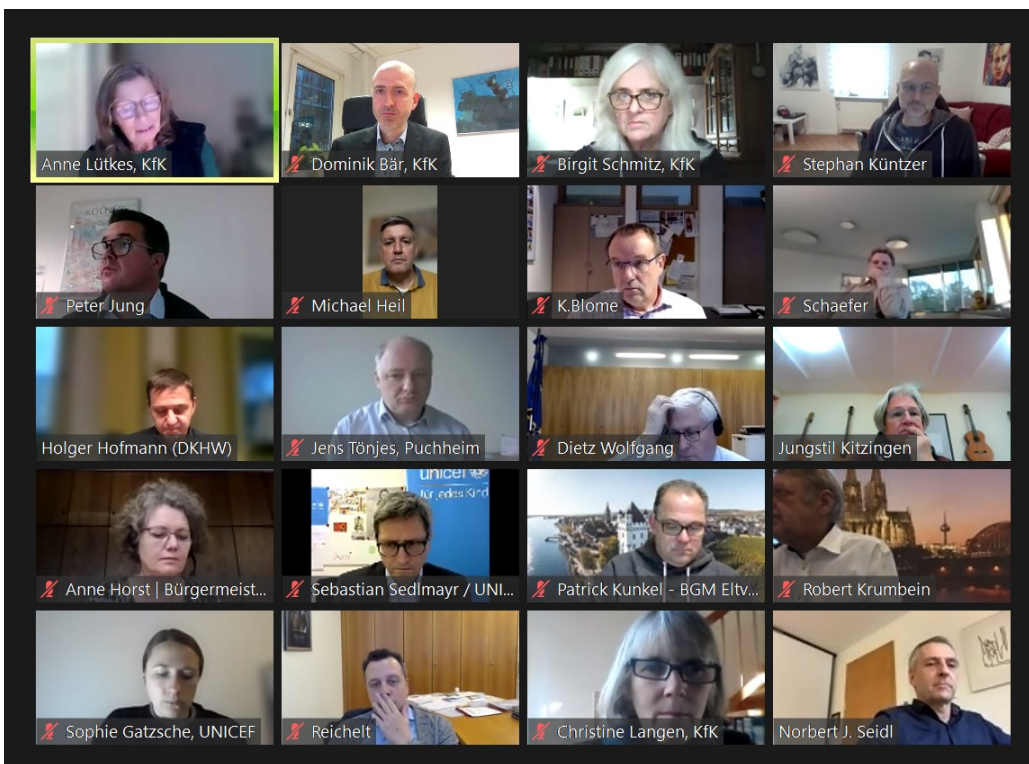 Anne Lütkes, KfK
Dominik Bär, KfK
Birgit Schmitz, KfK
Stephan Küntzer
KÖLNER
Peter Jung
Michael Heil
K.Blome
Schaefer
Holger Hofmann (DKHW)
Jens Tönjes, Puchheim
Dietz Wolfgang
Jungstil Kitzingen
unicef
für jedes Kind
Anne Horst | Bürgermeist...
Sebastian Sedlmayr / UNI...
Patrick Kunkel - BGM Eltv...
Robert Krumbein
Sophie Gatzsche, UNICEF
Reichelt
Christine Langen, KfK
Norbert J. Seidl